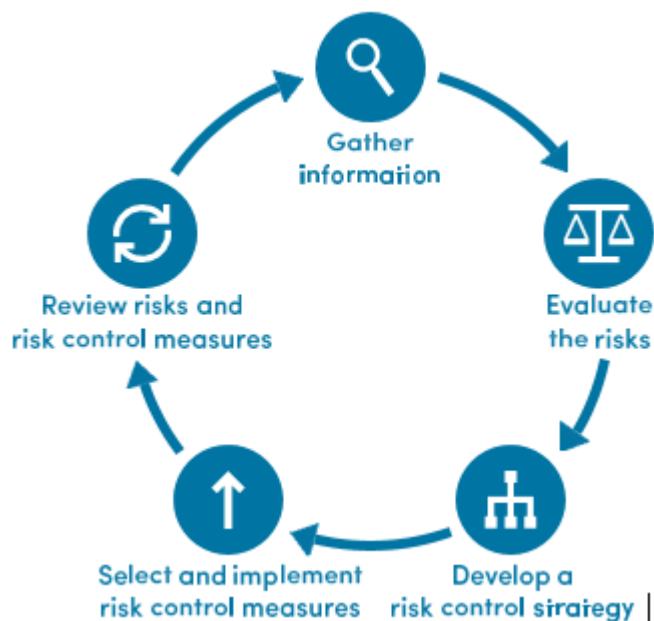 Gather
information
Evaluate
the risks
Develop a
risk control strategy
Select and implement
risk control measures
Review risks and
risk control measures